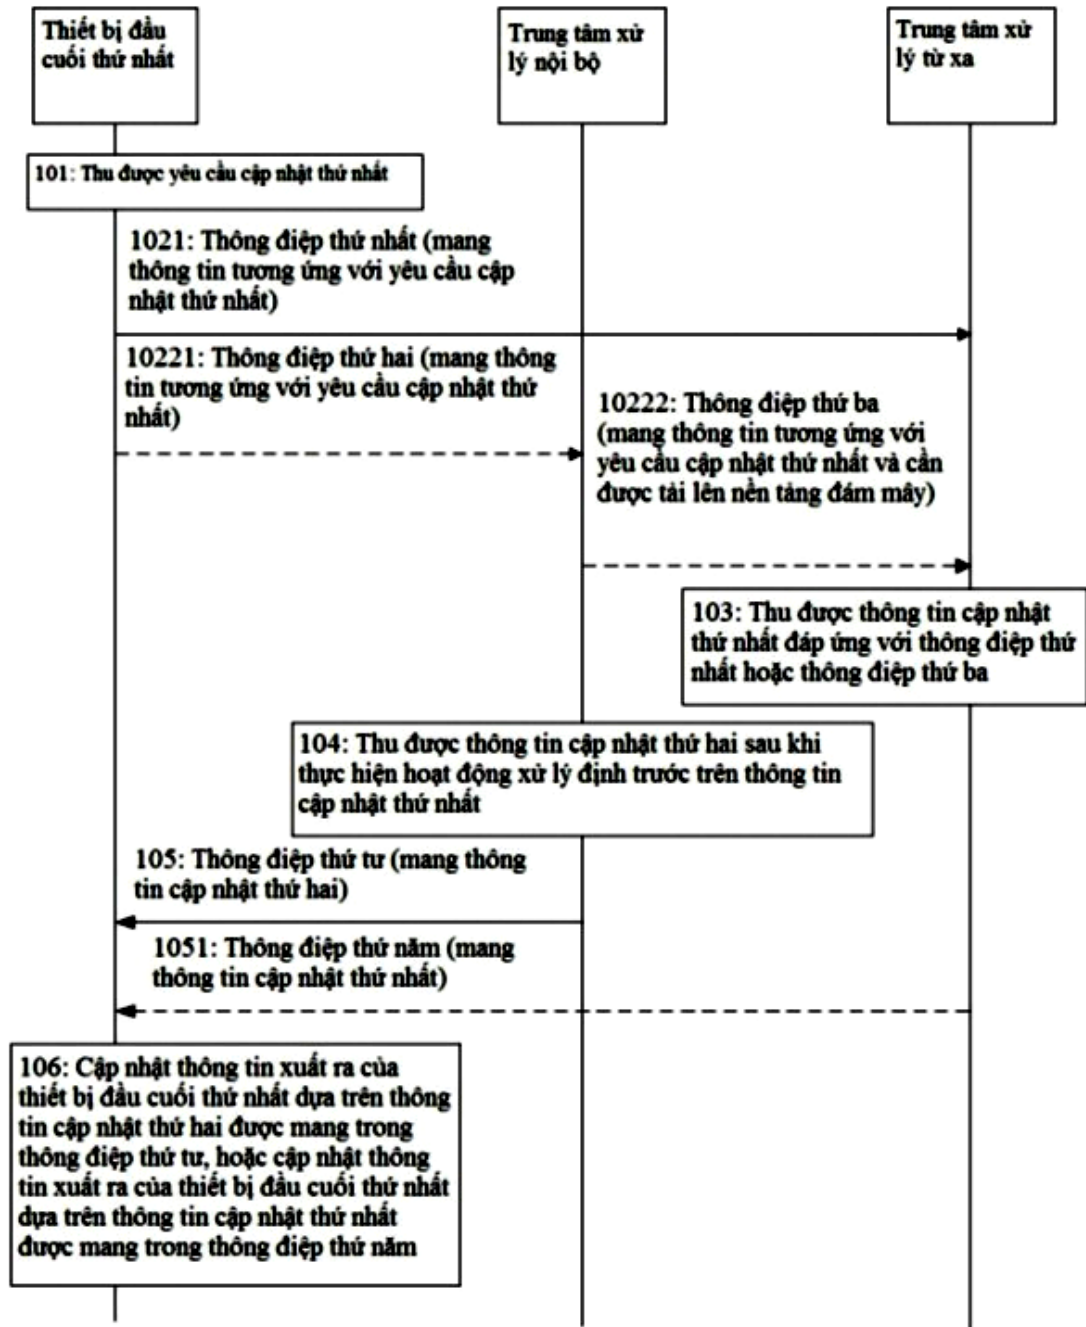 Thiết bị đầu
cuối thứ nhất
Trung tâm xử
lý nội bộ
Trung tâm xử
lý từ xa
101: Thu được yêu cầu cập nhật thứ nhất
1021: Thông điệp thứ nhất (mang
thông tin tương ứng với yêu cầu cập
nhật thứ nhất)
10221: Thông điệp thứ hai (mang thông
tin tương ứng với yêu cầu cập nhật thứ
nhất)
10222: Thông điệp thứ ba
(mang thông tin tương ứng với
yêu cầu cập nhật thứ nhất và cần
được tải lên nền tảng đám mây)
103: Thu được thông tin cập nhật
thứ nhất đáp ứng với thông điệp thứ
nhất hoặc thông điệp thứ ba
104: Thu được thông tin cập nhật thứ hai sau khi
thực hiện hoạt động xử lý định trước trên thông tin
cập nhật thứ nhất
105: Thông điệp thứ tư (mang thông
tin cập nhật thứ hai)
1051: Thông điệp thứ năm (mang
thông tin cập nhật thứ nhất)
106: Cập nhật thông tin xuất ra của
thiết bị đầu cuối thứ nhất dựa trên thông
tin cập nhật thứ hai được mang trong
thông điệp thứ tư, hoặc cập nhật thông
tin xuất ra của thiết bị đầu cuối thứ nhất
dựa trên thông tin cập nhật thứ nhất
được mang trong thông điệp thứ năm